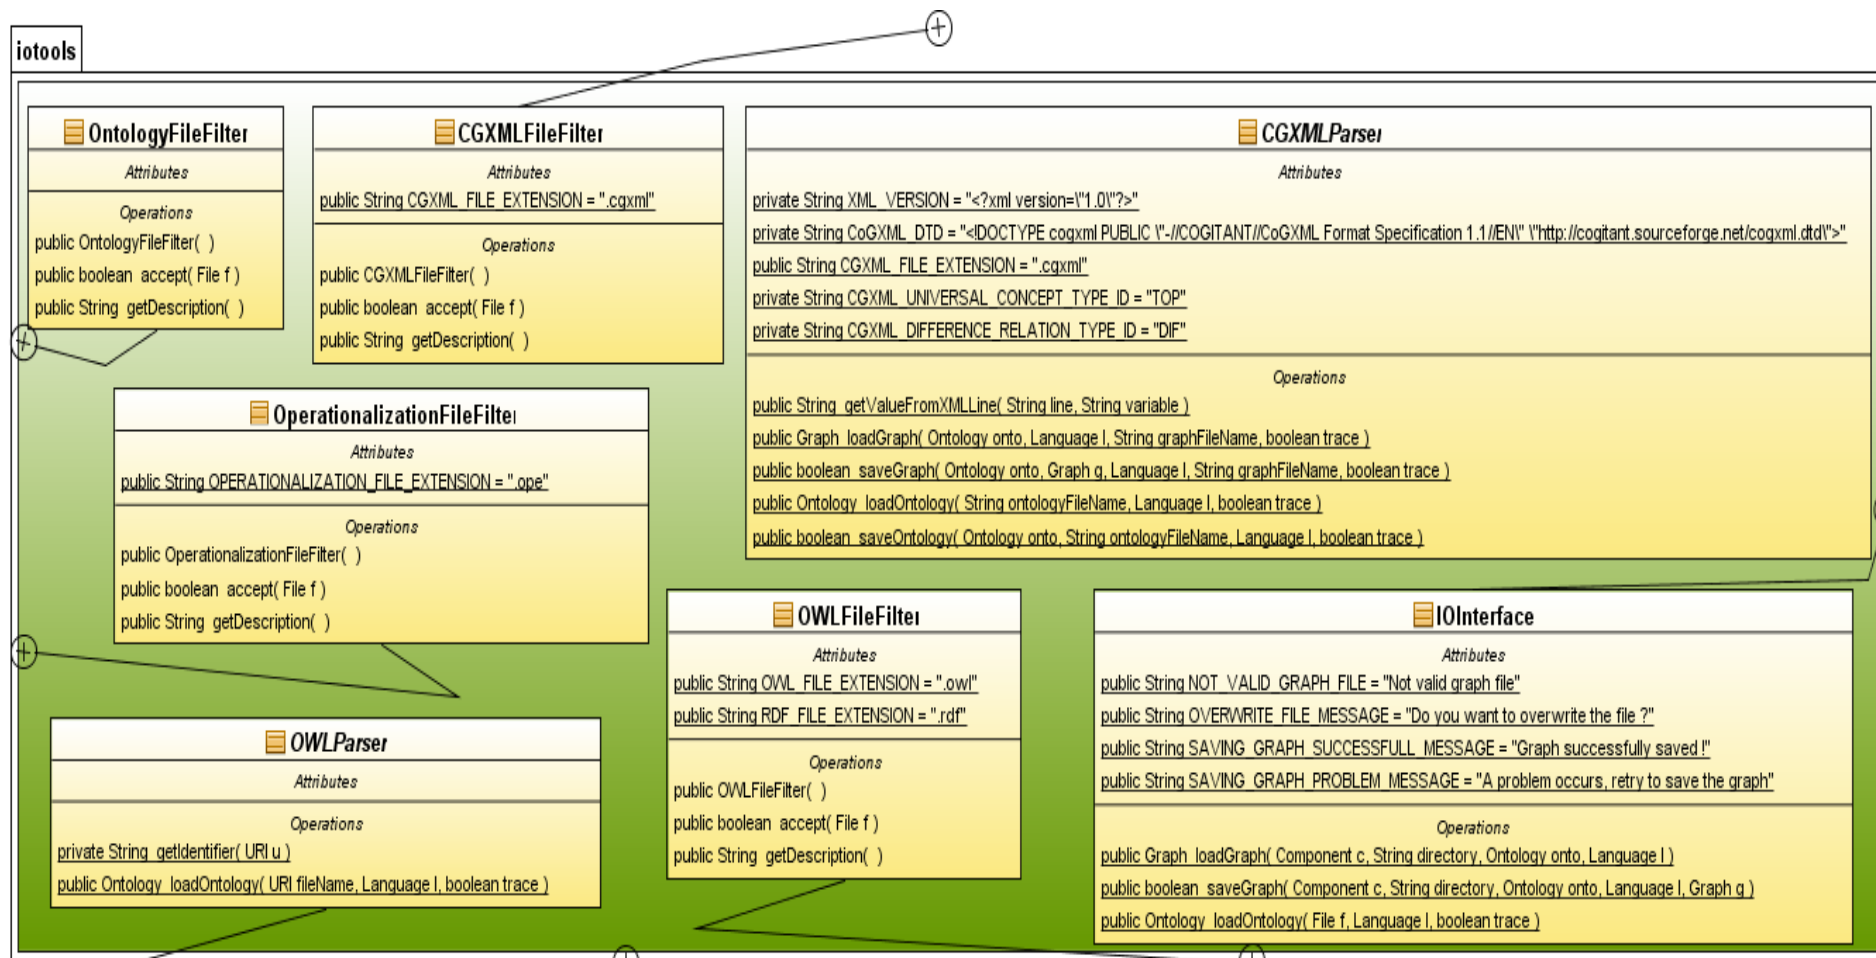 iotools
OntologyFileFilter
Attributes
Operations
public OntologyFileFilter( )
public boolean accept( File f )
public String getDescription( )
CGXMLFileFilter
Attributes
public String CGXML_FILE_EXTENSION = ".cgxml"
Operations
public CGXMLFileFilter( )
public boolean accept( File f )
public String getDescription( )
CGXMLParser
Attributes
private String XML_VERSION = "<?xml version=\"1.0\"?>"
private String CoGXML_DTD = "<!DOCTYPE cogxml PUBLIC \"-//COGITANT//CoGXML Format Specification 1.1//EN\" \"http://cogitant.sourceforge.net/cogxml.dtd\">"
public String CGXML_FILE_EXTENSION = ".cgxml"
private String CGXML_UNIVERSAL_CONCEPT_TYPE_ID = "TOP"
private String CGXML_DIFFERENCE_RELATION_TYPE_ID = "DIF"
Operations
public String getValueFromXMLLine( String line, String variable )
public Graph loadGraph( Ontology onto, Language l, String graphFileName, boolean trace )
public boolean saveGraph( Ontology onto, Graph g, Language l, String graphFileName, boolean trace )
public Ontology loadOntology( String ontologyFileName, Language l, boolean trace )
public boolean saveOntology( Ontology onto, String ontologyFileName, Language l, boolean trace )
OperationalizationFileFilter
Attributes
public String OPERATIONALIZATION_FILE_EXTENSION = ".ope"
Operations
public OperationalizationFileFilter( )
public boolean accept( File f )
public String getDescription( )
OWLParser
Attributes
Operations
private String getIdentifier( URI u )
public Ontology loadOntology( URI fileName, Language l, boolean trace )
OWLFileFilter
Attributes
public String OWL_FILE_EXTENSION = ".owl"
public String RDF_FILE_EXTENSION = ".rdf"
Operations
public OWLFileFilter( )
public boolean accept( File f )
public String getDescription( )
IOInterface
Attributes
public String NOT_VALID_GRAPH_FILE = "Not valid graph file"
public String OVERWRITE_FILE_MESSAGE = "Do you want to overwrite the file ?"
public String SAVING_GRAPH_SUCCESSFULL_MESSAGE = "Graph successfully saved !"
public String SAVING_GRAPH_PROBLEM_MESSAGE = "A problem occurs, retry to save the graph"
Operations
public Graph loadGraph( Component c, String directory, Ontology onto, Language l )
public boolean saveGraph( Component c, String directory, Ontology onto, Language l, Graph g )
public Ontology loadOntology( File f, Language l, boolean trace )